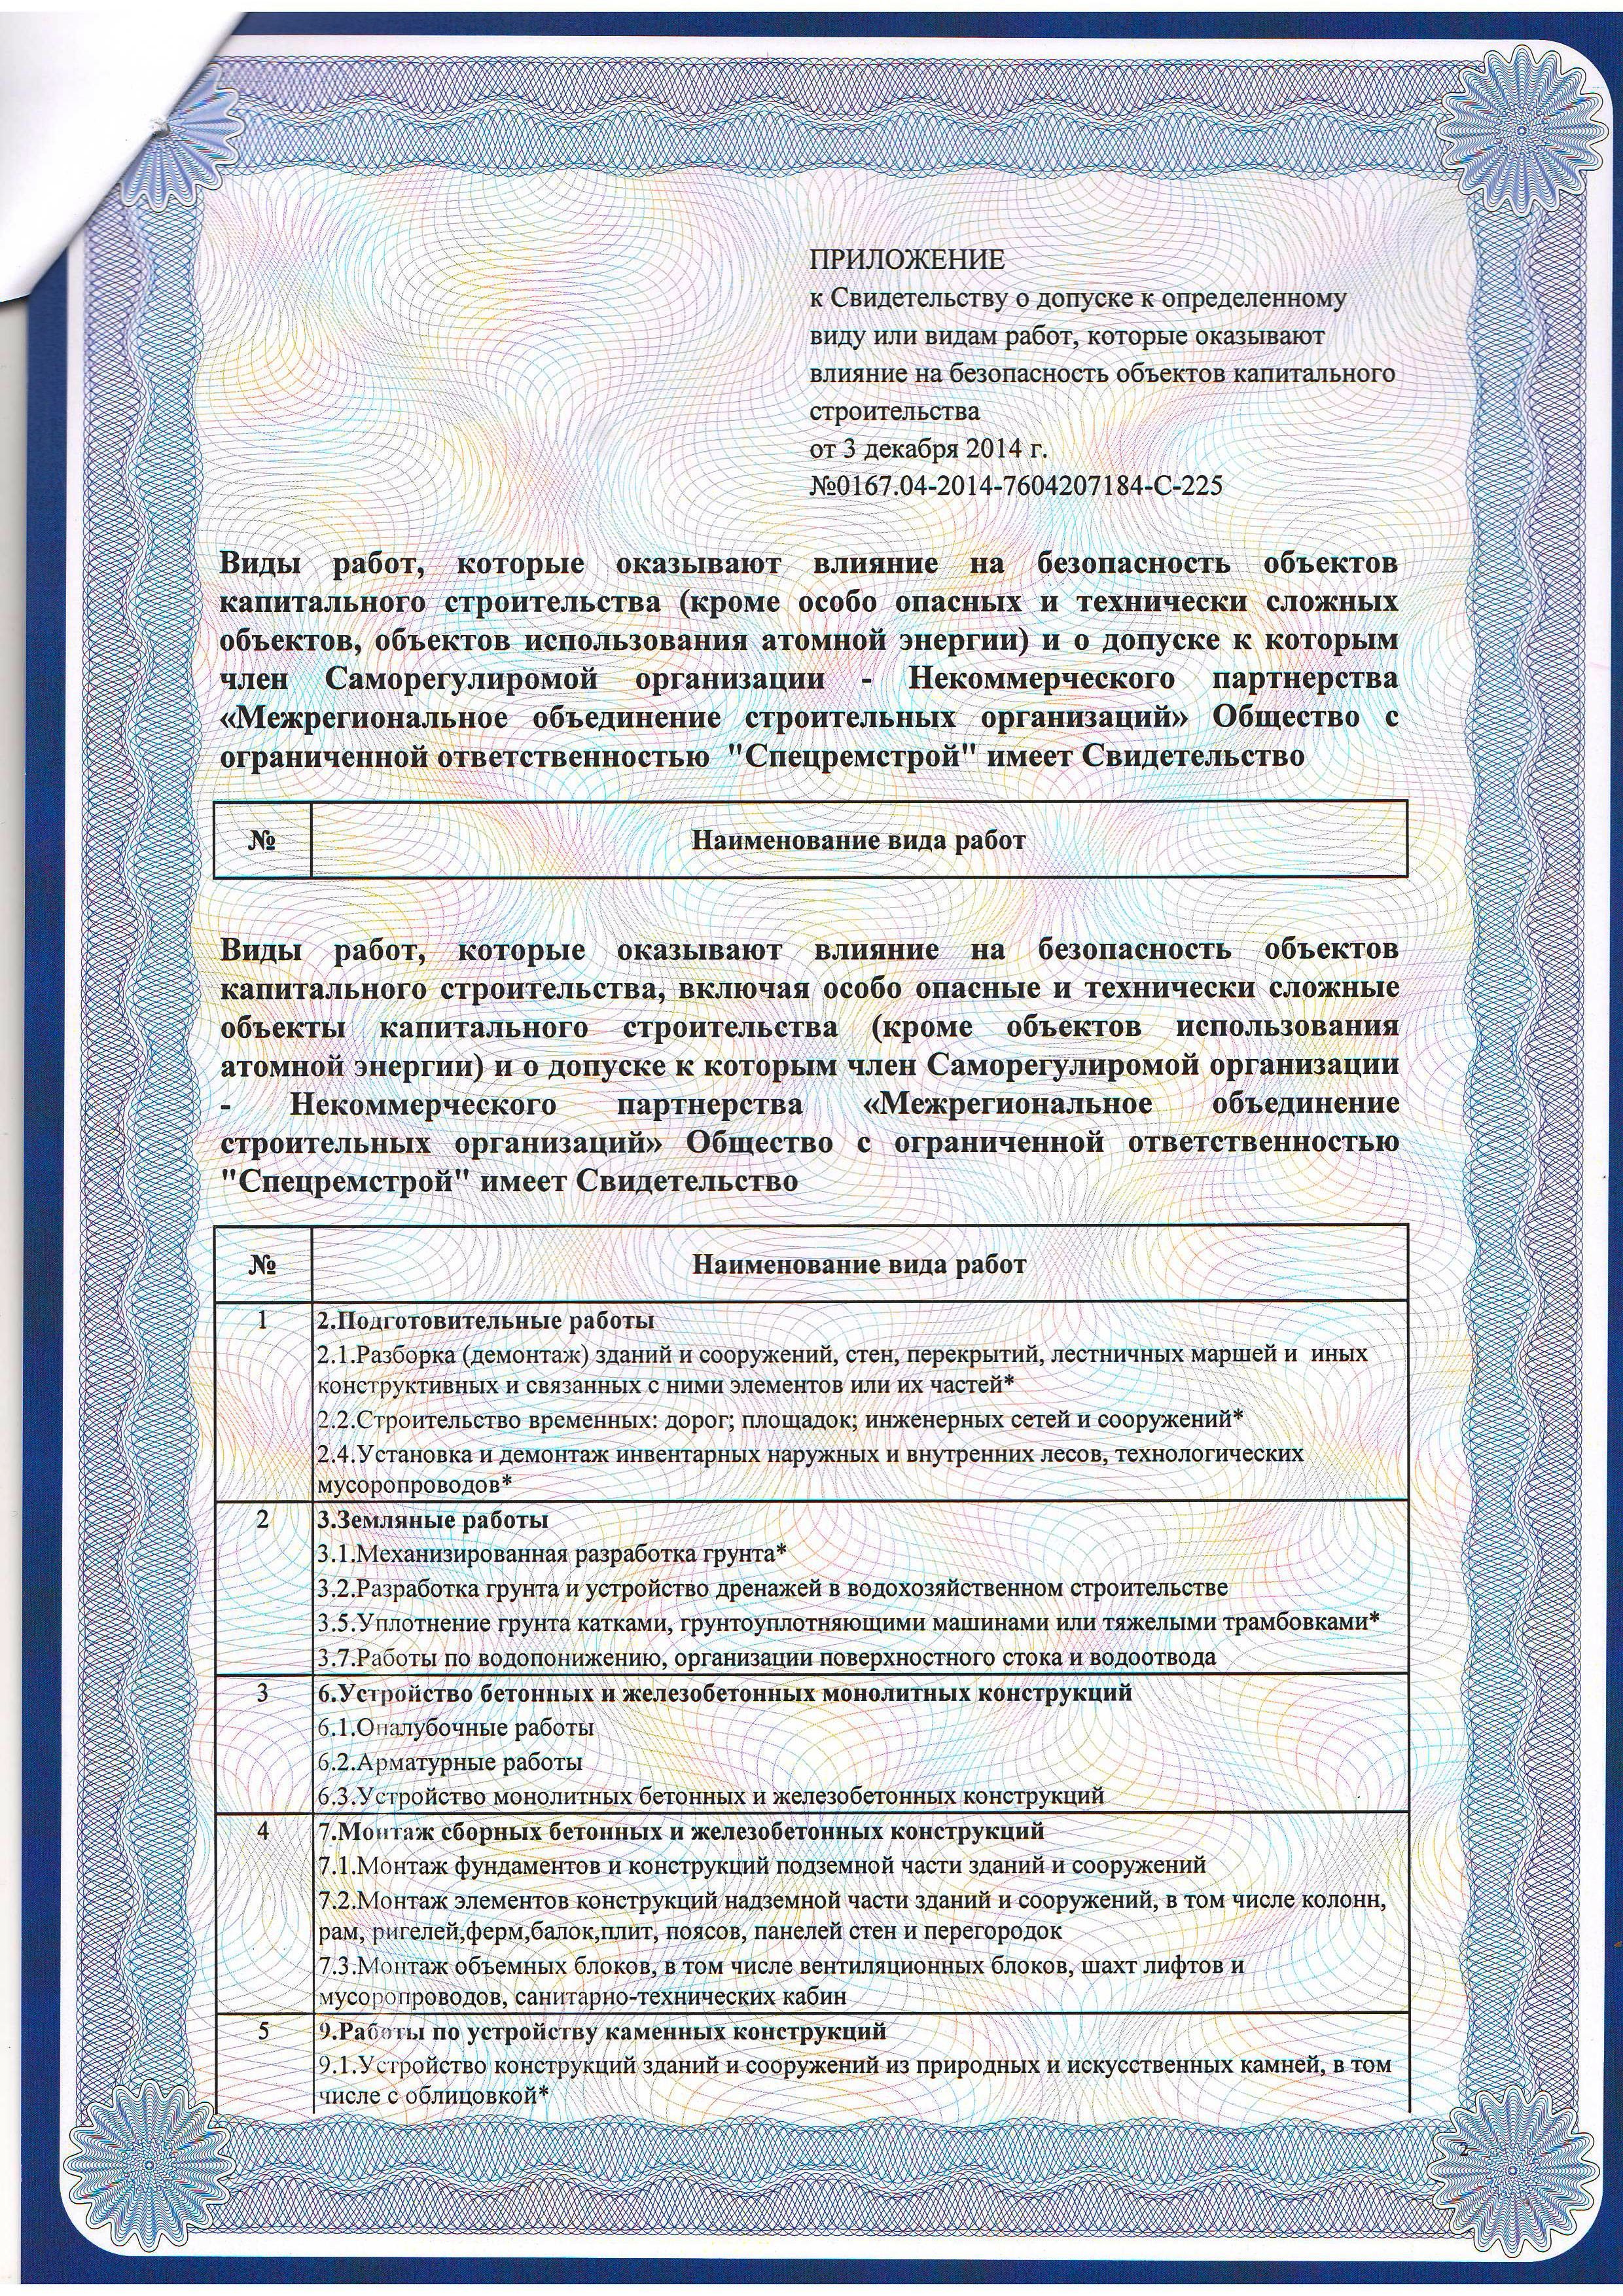 ПРИЛОЖЕНИЕ
к Свидетельству о допуске к определенному
виду или видам работ, которые оказывают
влияние на безопасность объектов капитального
строительства
от 3 декабря 2014 г.
№0167.04-2014-7604207184-С-225
Виды работ, которые оказывают влияние на безопасность объектов
капитального строительства (кроме особо опасных и технически сложных
объектов, объектов использования атомной энергии) и о допуске к которым
член Саморегулиромой организации - Некоммерческого партнерства
«Межрегиональное объединение строительных организаций» Общество с
ограниченной ответственностью "Спецремстрой" имеет Свидетельство
№ Наименование вида работ
Виды работ, которые оказывают влияние на безопасность объектов
капитального строительства, включая особо опасные и технически сложные
объекты капитального строительства (кроме объектов использования
атомной энергии) и о допуске к которым член Саморегулиромой организации
- Некоммерческого партнерства «Межрегиональное объединение
строительных организаций» Общество с ограниченной ответственностью
"Спецремстрой" имеет Свидетельство
№ Наименование вида работ
1 2.Подготовительные работы
2.1.Разборка (демонтаж) зданий и сооружений, стен, перекрытий, лестничных маршей и иных
конструктивных и связанных с ними элементов или их частей*
2.2.Строительство временных: дорог; площадок; инженерных сетей и сооружений*
2.4.Установка и демонтаж инвентарных наружных и внутренних лесов, технологических
мусоропроводов*
2 3.Земляные работы
3.1.Механизированная разработка грунта*
3.2.Разработка грунта и устройство дренажей в водохозяйственном строительстве
3.5.Уплотнение грунта катками, грунтоуплотняющими машинами или тяжелыми трамбовками*
3.7.Работы по водопонижению, организации поверхностного стока и водоотвода
3 6.Устройство бетонных и железобетонных монолитных конструкций
6.1.Опалубочные работы
6.2.Арматурные работы
6.3.Устройство монолитных бетонных и железобетонных конструкций
4 7.Монтаж сборных бетонных и железобетонных конструкций
7.1.Монтаж фундаментов и конструкций подземной части зданий и сооружений
7.2.Монтаж элементов конструкций надземной части зданий и сооружений, в том числе колонн,
рам, ригелей,ферм,балок,плит, поясов, панелей стен и перегородок
7.3.Монтаж объемных блоков, в том числе вентиляционных блоков, шахт лифтов и
мусоропроводов, санитарно-технических кабин
5 9.Работы по устройству каменных конструкций
9.1.Устройство конструкций зданий и сооружений из природных и искусственных камней, в том
числе с облицовкой*
2